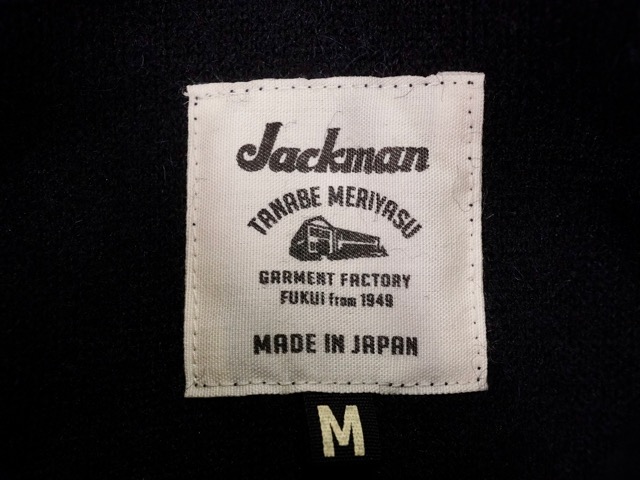 Jackman
TANABE MERIYASU
GARMENT FACTORY
FUKUI from 1949
MADE IN JAPAN
M